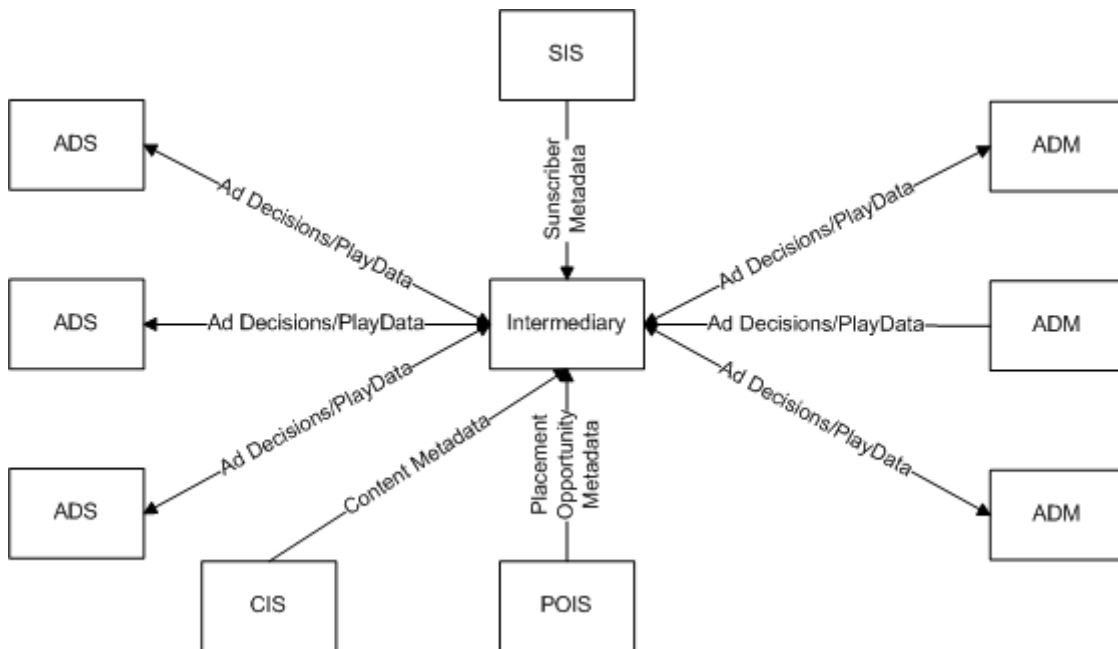 SIS
ADS
ADM
Sunscriber
Metadata
Ad Decisions/PlayData
Ad Decisions/PlayData
ADS
Ad Decisions/PlayData
Intermediary
Ad Decisions/PlayData
ADM
Ad Decisions/PlayData
Ad Decisions/PlayData
Content Metadata
Placement
Opportunity
Metadata
ADS
ADM
CIS
POIS